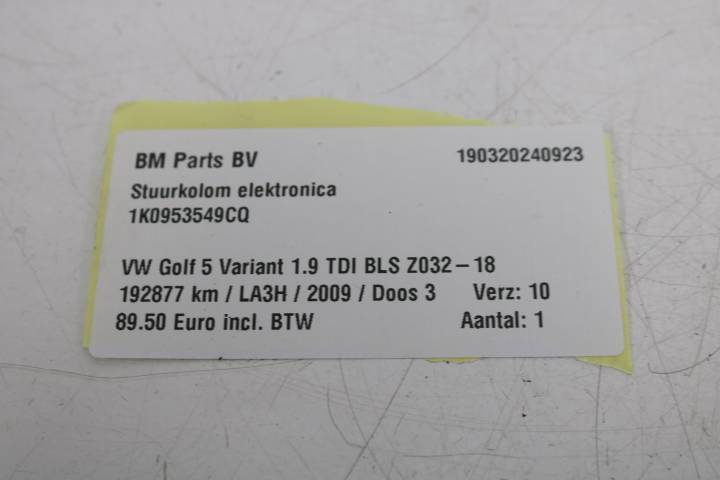 BM Parts BV 190320240923
Stuurkolom elektronica
1K0953549CQ
VW Golf 5 Variant 1.9 TDI BLS Z032-18
192877 km / LA3H / 2009 / Doos 3 Verz: 10
89.50 Euro incl. BTW Aantal: 1